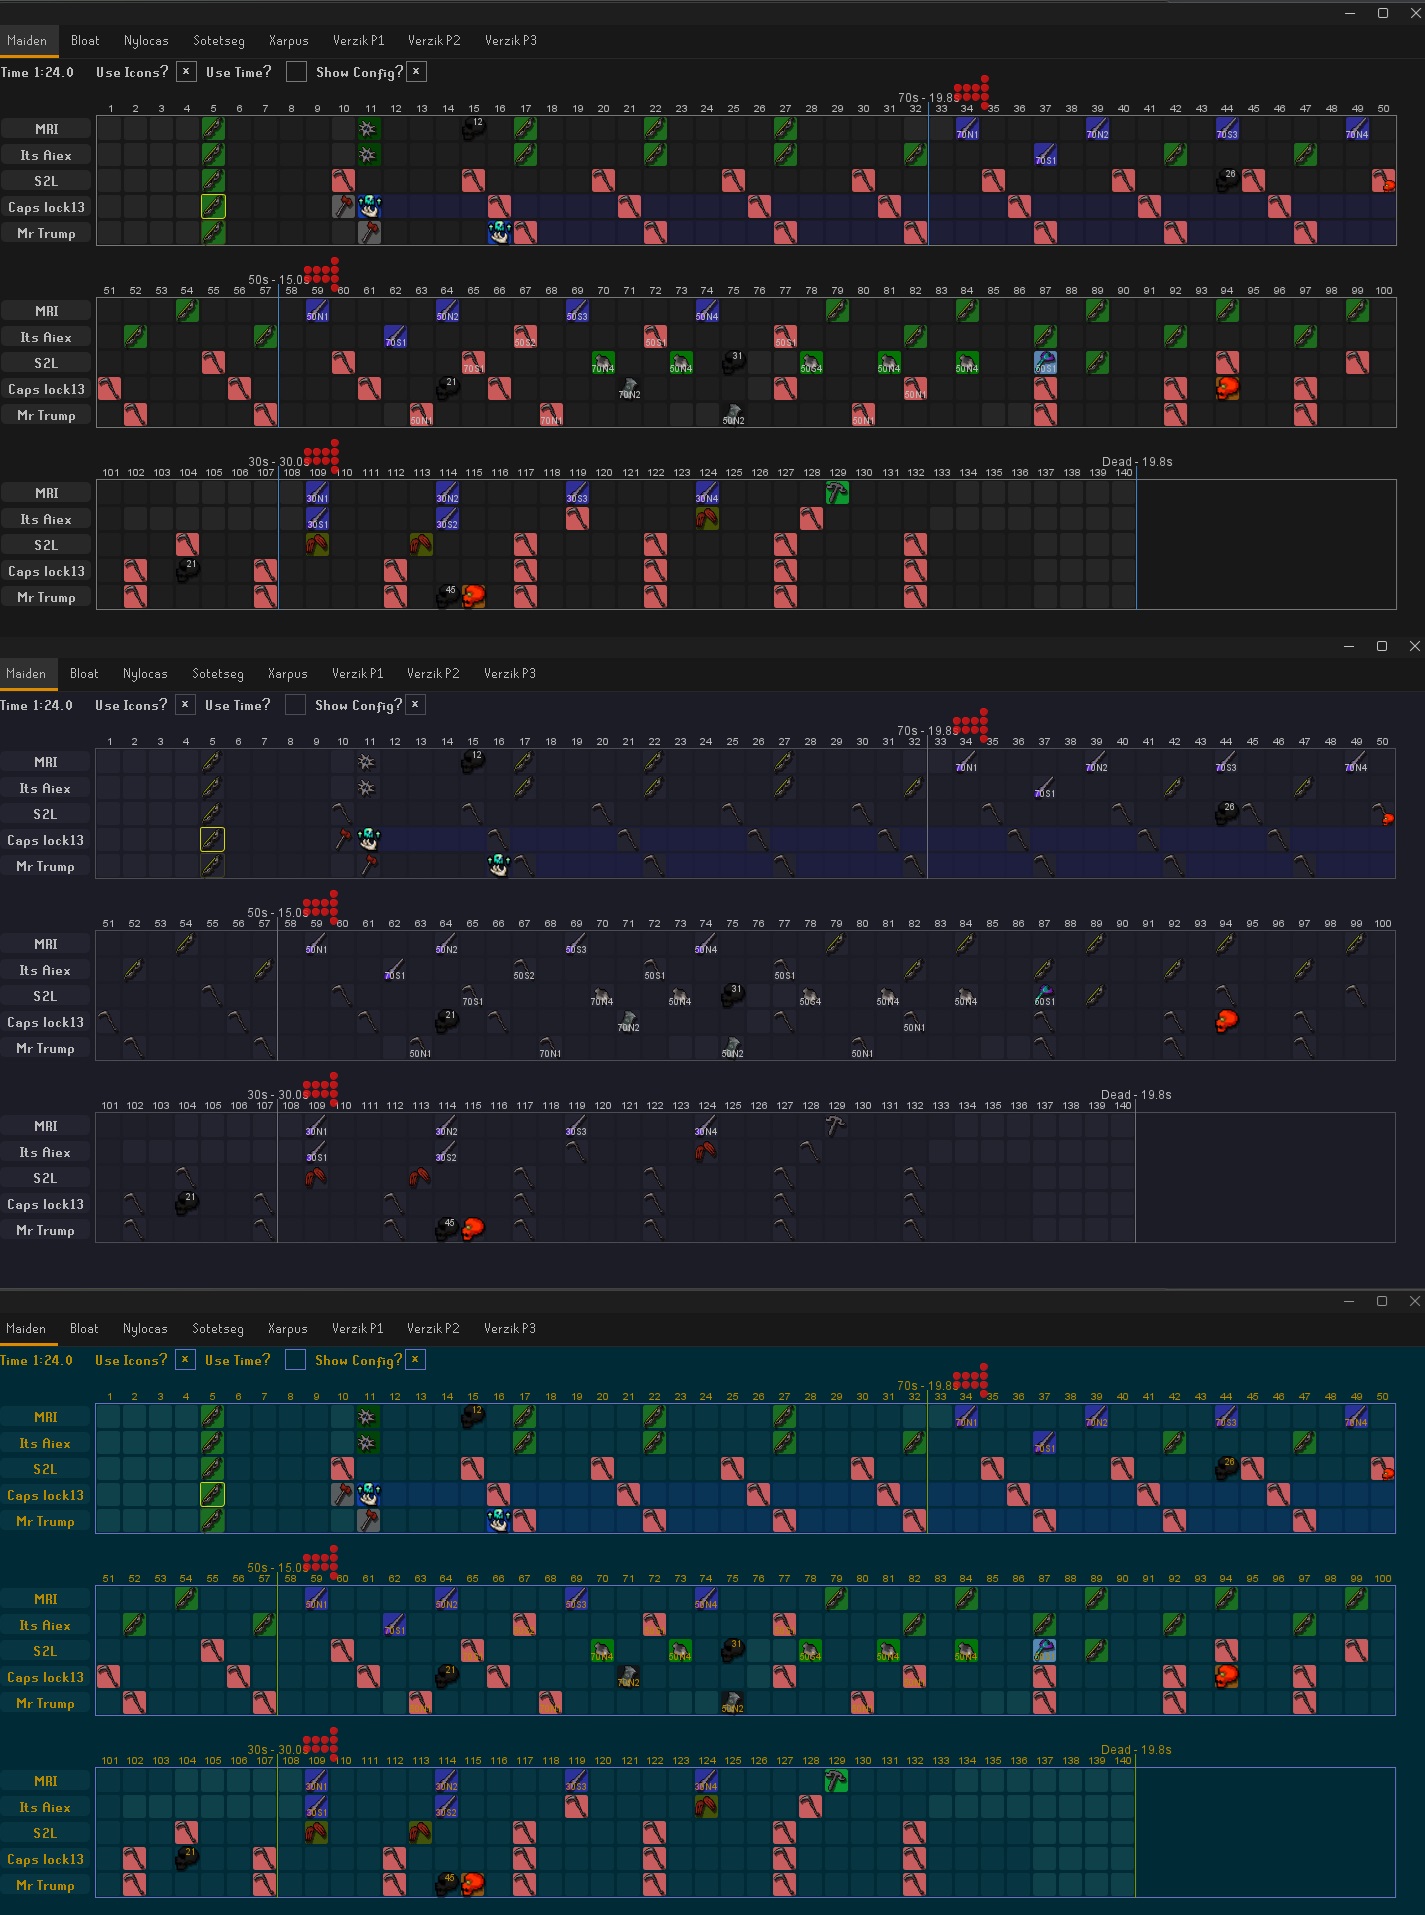 Maiden Bloat Nylocas Sotetseg Xarpus Verzik P1 Verzik P2 Verzik P3
Time 1:24.0 Use Icons? x Use Time? Show Config? x
70s - 19.8s
1 2 3 4 5 6 7 8 9 10 11 12 13 14 15 16 17 18 19 20 21 22 23 24 25 26 27 28 29 30 31 32 33 34 35 36 37 38 39 40 41 42 43 44 45 46 47 48 49 50
MRI 12 70N1 70N2 70S3 70N4
Its Aiex 70S1
S2L 26
Caps lock13
Mr Trump
50s - 15.0s
51 52 53 54 55 56 57 58 59 60 61 62 63 64 65 66 67 68 69 70 71 72 73 74 75 76 77 78 79 80 81 82 83 84 85 86 87 88 89 90 91 92 93 94 95 96 97 98 99 100
MRI 50N1 50N2 50S3 50N4
Its Aiex 70S1 50S2 50S1 50S1
S2L 70S1 70N4 50N4 31 50S4 50N4 50N4 60S1
Caps lock13 21 70N2 50N1
Mr Trump 50N1 70N1 50N2 50N1
30s - 30.0s Dead - 19.8s
101 102 103 104 105 106 107 108 109 110 111 112 113 114 115 116 117 118 119 120 121 122 123 124 125 126 127 128 129 130 131 132 133 134 135 136 137 138 139 140
MRI 30N1 30N2 30S3 30N4
Its Aiex 30S1 30S2
S2L
Caps lock13 21
Mr Trump 45
Maiden Bloat Nylocas Sotetseg Xarpus Verzik P1 Verzik P2 Verzik P3
Time 1:24.0 Use Icons? x Use Time? Show Config? x
70s - 19.8s
1 2 3 4 5 6 7 8 9 10 11 12 13 14 15 16 17 18 19 20 21 22 23 24 25 26 27 28 29 30 31 32 33 34 35 36 37 38 39 40 41 42 43 44 45 46 47 48 49 50
MRI 12 70N1 70N2 70S3 70N4
Its Aiex 70S1
S2L 26
Caps lock13
Mr Trump
50s - 15.0s
51 52 53 54 55 56 57 58 59 60 61 62 63 64 65 66 67 68 69 70 71 72 73 74 75 76 77 78 79 80 81 82 83 84 85 86 87 88 89 90 91 92 93 94 95 96 97 98 99 100
MRI 50N1 50N2 50S3 50N4
Its Aiex 70S1 50S2 50S1 50S1
S2L 70S1 70N4 50N4 31 50S4 50N4 50N4 60S1
Caps lock13 21 70N2 50N1
Mr Trump 50N1 70N1 50N2 50N1
30s - 30.0s Dead - 19.8s
101 102 103 104 105 106 107 108 109 110 111 112 113 114 115 116 117 118 119 120 121 122 123 124 125 126 127 128 129 130 131 132 133 134 135 136 137 138 139 140
MRI 30N1 30N2 30S3 30N4
Its Aiex 30S1 30S2
S2L
Caps lock13 21
Mr Trump 45
Maiden Bloat Nylocas Sotetseg Xarpus Verzik P1 Verzik P2 Verzik P3
Time 1:24.0 Use Icons? x Use Time? Show Config? x
70s - 19.8s
1 2 3 4 5 6 7 8 9 10 11 12 13 14 15 16 17 18 19 20 21 22 23 24 25 26 27 28 29 30 31 32 33 34 35 36 37 38 39 40 41 42 43 44 45 46 47 48 49 50
MRI 12 70N1 70N2 70S3 70N4
Its Aiex 70S1
S2L 26
Caps lock13
Mr Trump
50s - 15.0s
51 52 53 54 55 56 57 58 59 60 61 62 63 64 65 66 67 68 69 70 71 72 73 74 75 76 77 78 79 80 81 82 83 84 85 86 87 88 89 90 91 92 93 94 95 96 97 98 99 100
MRI 50N1 50N2 50S3 50N4
Its Aiex 70S1
S2L 70N4 50N4 31 50S4 50N4 50N4
Caps lock13 21 70N2
Mr Trump 50N2
30s - 30.0s Dead - 19.8s
101 102 103 104 105 106 107 108 109 110 111 112 113 114 115 116 117 118 119 120 121 122 123 124 125 126 127 128 129 130 131 132 133 134 135 136 137 138 139 140
MRI 30N1 30N2 30S3 30N4
Its Aiex 30S1 30S2
S2L
Caps lock13 21
Mr Trump 45